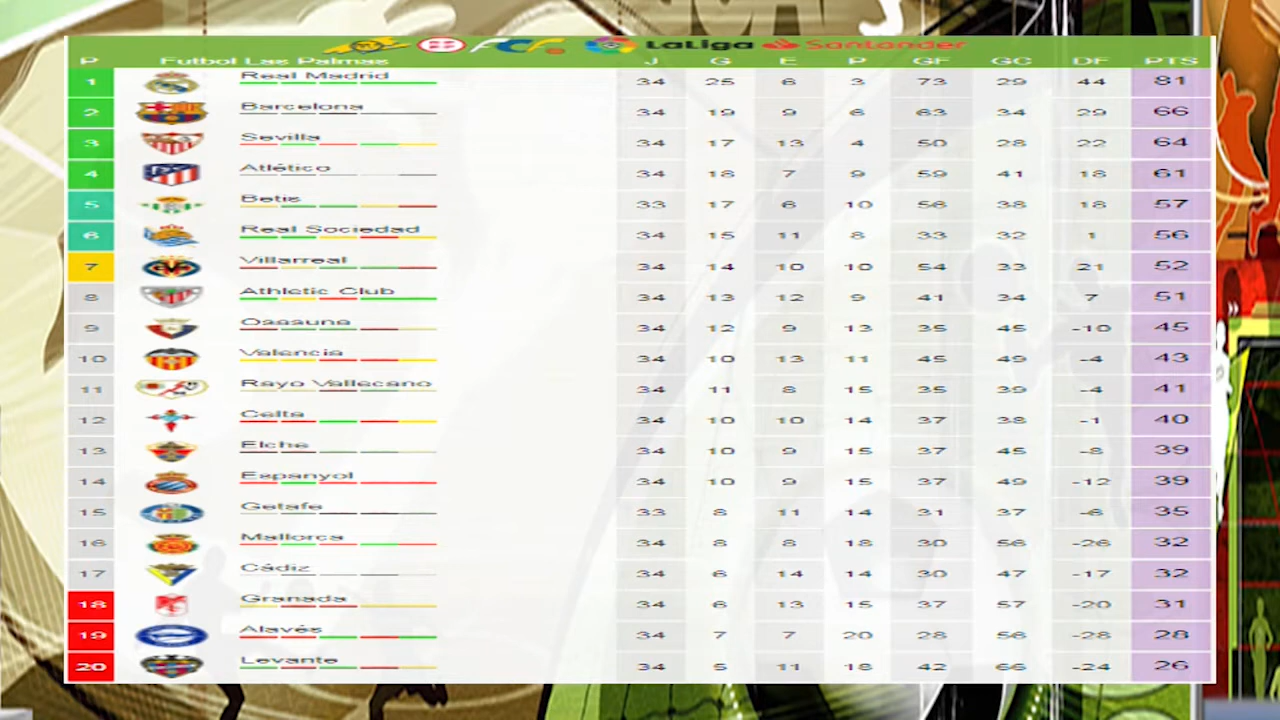 LaLiga Santander
P Futbol Las Palmas J G E P GF GC DF PTS
1 Real Madrid 34 25 6 3 73 29 44 81
2 Barcelona 34 19 9 6 63 34 29 66
3 Sevilla 34 17 13 4 50 28 22 64
4 Atlético 34 18 7 9 59 41 18 61
5 Betis 33 17 6 10 56 38 18 57
6 Real Sociedad 34 15 11 8 33 32 1 56
7 Villarreal 34 14 10 10 54 33 21 52
8 Athletic Club 34 13 12 9 41 34 7 51
9 Osasuna 34 12 9 13 35 45 -10 45
10 Valencia 34 10 13 11 45 49 -4 43
11 Rayo Vallecano 34 11 8 15 35 39 -4 41
12 Celta 34 10 10 14 37 38 -1 40
13 Elche 34 10 9 15 37 45 -8 39
14 Espanyol 34 10 9 15 37 49 -12 39
15 Getafe 33 8 11 14 31 37 -6 35
16 Mallorca 34 8 8 18 30 56 -26 32
17 Cádiz 34 6 14 14 30 47 -17 32
18 Granada 34 6 13 15 37 57 -20 31
19 Alavés 34 7 7 20 28 56 -28 28
20 Levante 34 5 11 18 42 66 -24 26